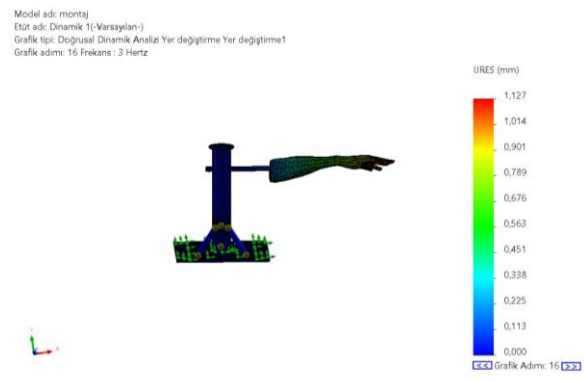 Model adı: montaj
Etüt adı: Dinamik 1(-Varsayılan-)
Grafik tipi: Doğrusal Dinamik Analizi Yer değiştirme Yer değiştirme1
Grafik adımı: 16 Frekans : 3 Hertz
URES (mm)
1,127
1,014
0,901
0,789
0,676
0,563
0,451
0,338
0,225
0,113
0,000
<< Grafik Adımı: 16 >>
Y
X